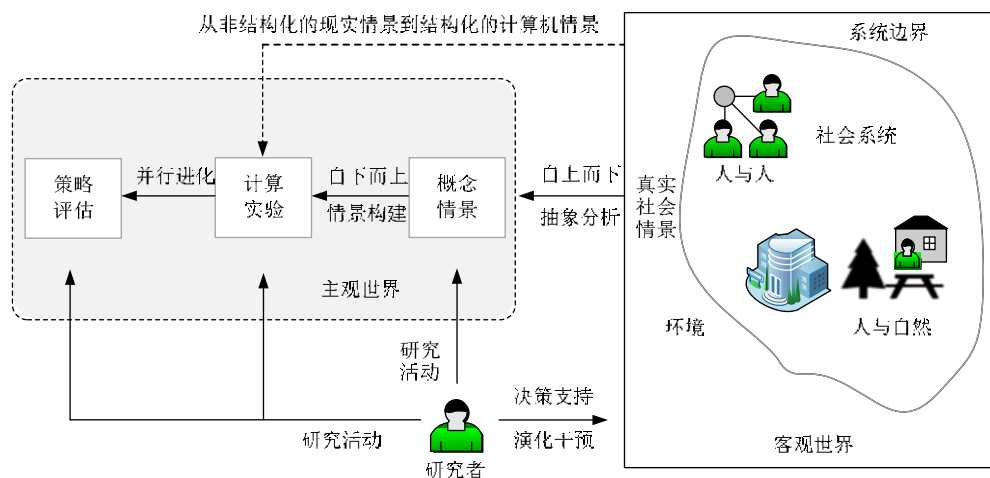 从非结构化的现实情景到结构化的计算机情景
系统边界
社会系统
人与人
策略
评估
并行进化
计算
实验
自下而上
情景构建
概念
情景
自上而下
抽象分析
真实
社会
情景
主观世界
环境
人与自然
研究
活动
研究活动
研究者
决策支持
演化干预
客观世界